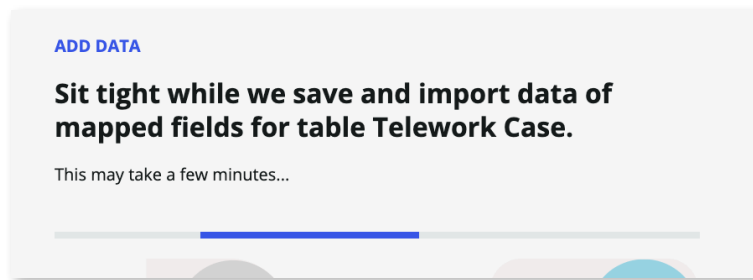 ADD DATA
Sit tight while we save and import data of
mapped fields for table Telework Case.
This may take a few minutes...